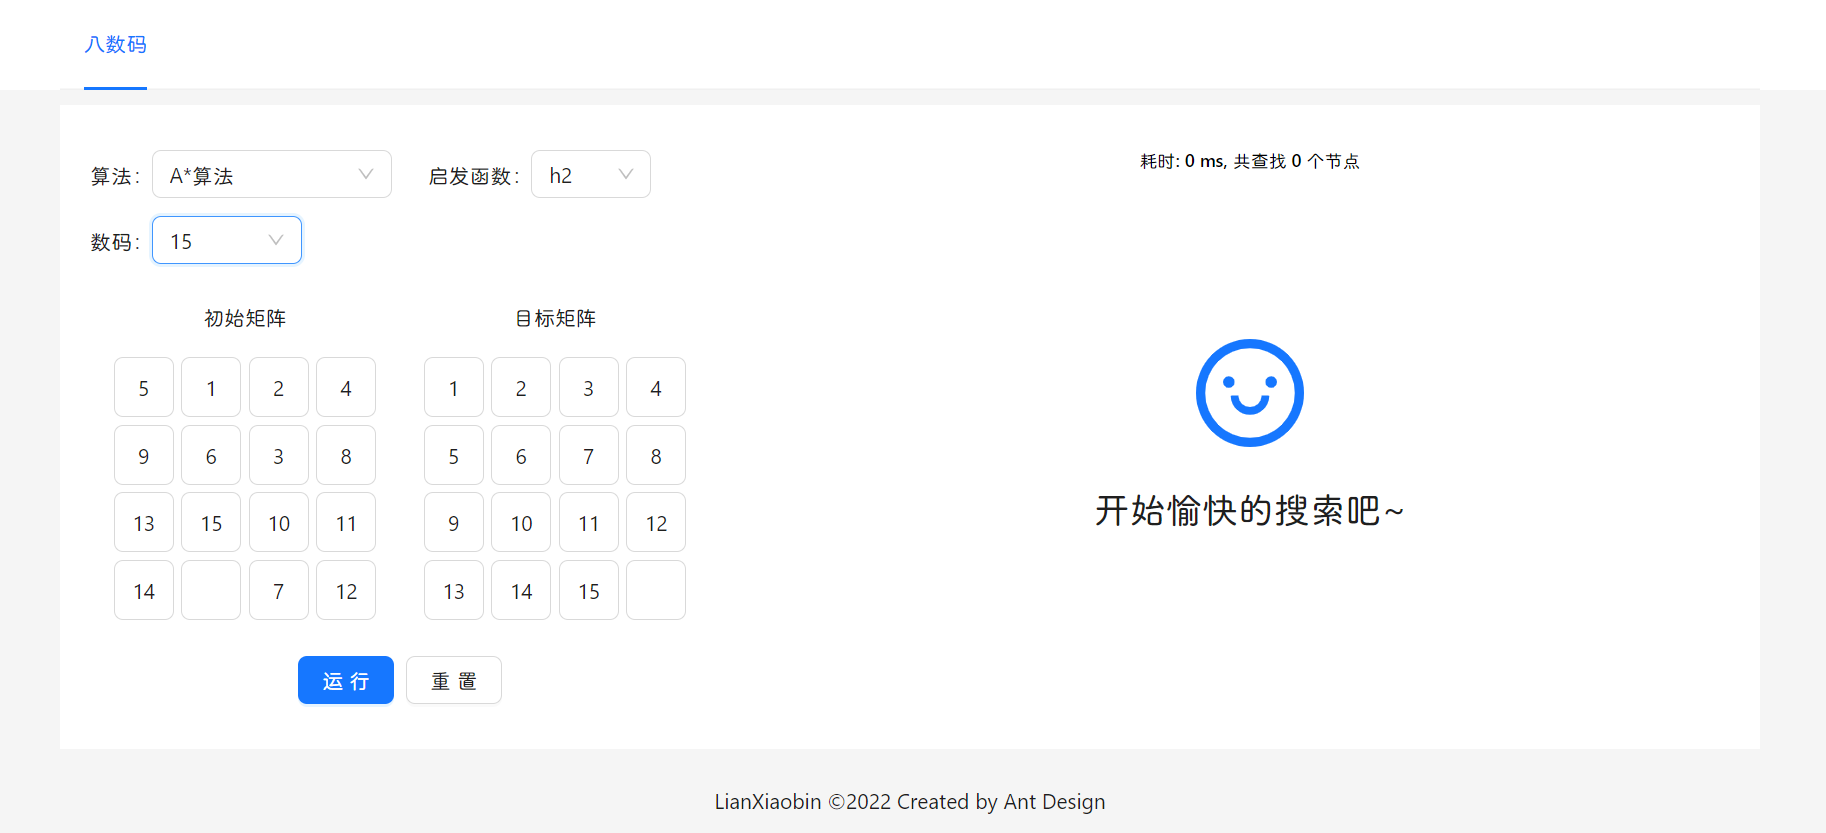 八数码
算法: A*算法 启发函数: h2
耗时: 0 ms, 共查找 0 个节点
数码: 15
初始矩阵 目标矩阵
5 1 2 4 1 2 3 4
9 6 3 8 5 6 7 8
13 15 10 11 9 10 11 12
14 7 12 13 14 15
开始愉快的搜索吧~
运 行 重 置
LianXiaobin ©2022 Created by Ant Design